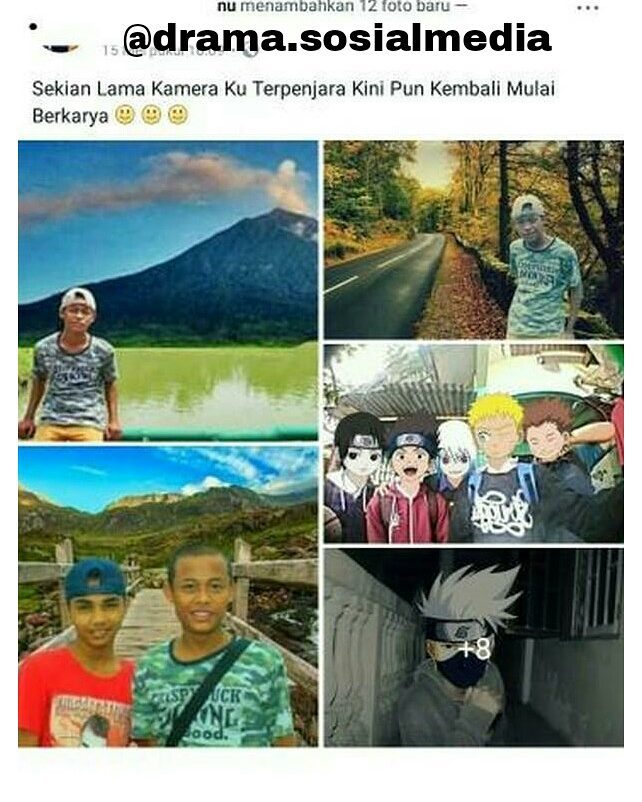 nu menambahkan 12 foto baru —
@drama.sosialmedia
Sekian Lama Kamera Ku Terpenjara Kini Pun Kembali Mulai
Berkarya 🙂 🙂 🙂
+8